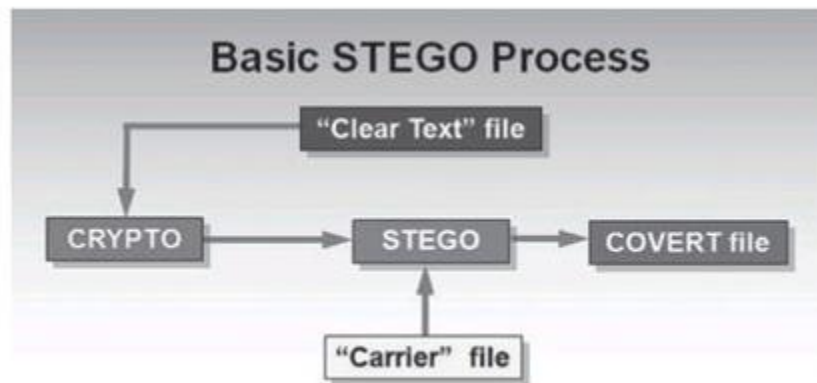 Basic STEGO Process
“Clear Text” file
CRYPTO
STEGO
COVERT file
“Carrier” file